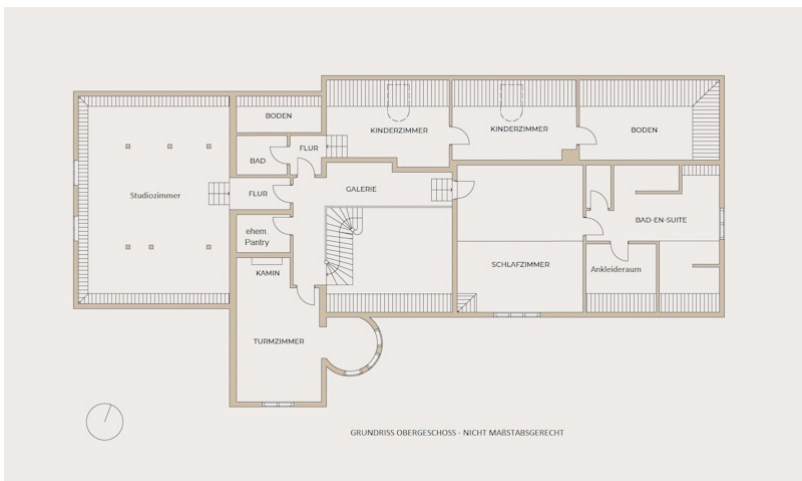 BODEN
KINDERZIMMER
KINDERZIMMER
BODEN
BAD
FLUR
Studiozimmer
FLUR
GALERIE
ehem.
Pantry
BAD-EN-SUITE
KAMIN
SCHLAFZIMMER
Ankleideraum
TURMZIMMER
GRUNDRISS OBERGESCHOSS - NICHT MAßSTABSGERECHT